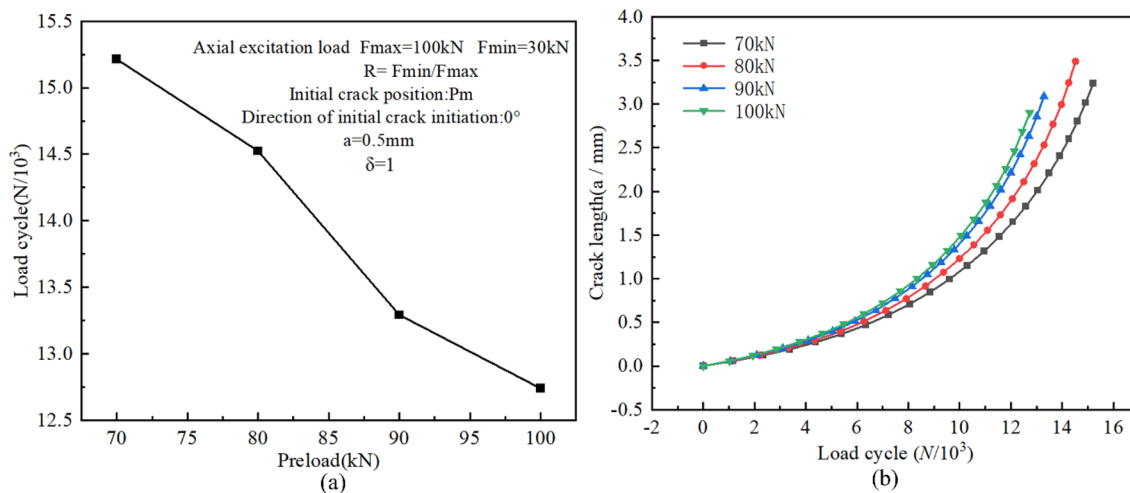 15.5
15.0
14.5
14.0
13.5
13.0
12.5
Load cycle(N/10³)
Axial excitation load Fmax=100kN Fmin=30kN
R= Fmin/Fmax
Initial crack position:Pm
Direction of initial crack initiation:0°
a=0.5mm
δ=1
70 75 80 85 90 95 100
Preload(kN)
(a)
4.0
3.5
3.0
2.5
2.0
1.5
1.0
0.5
0.0
-0.5
Crack length(a / mm)
70kN
80kN
90kN
100kN
-2 0 2 4 6 8 10 12 14 16
Load cycle (N/10³)
(b)